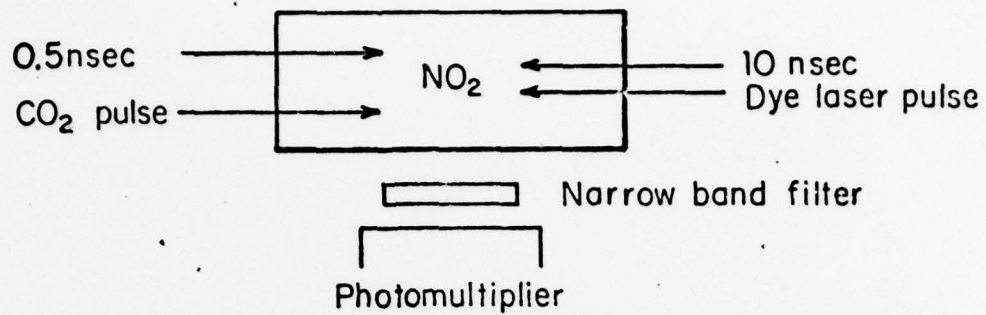 0.5nsec
CO₂ pulse
NO₂
10 nsec
Dye laser pulse
Narrow band filter
Photomultiplier